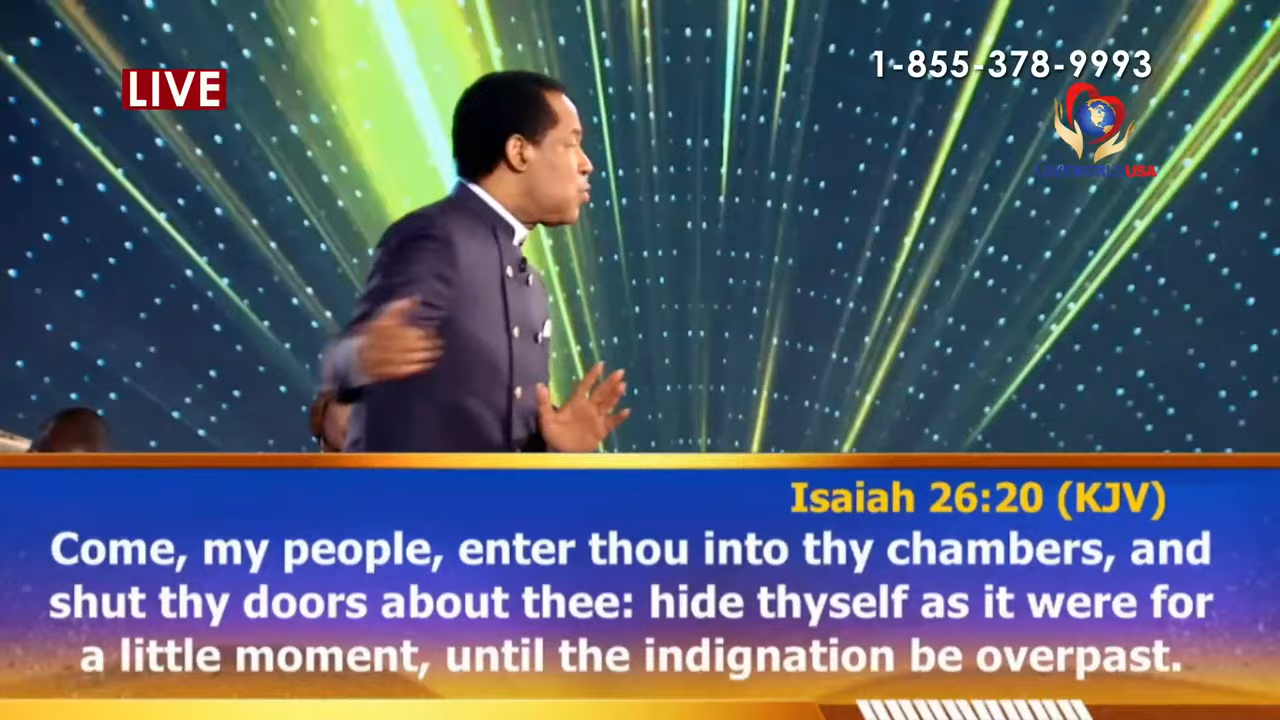 1-855-378-9993
LIVE
USA
Isaiah 26:20 (KJV)
Come, my people, enter thou into thy chambers, and
shut thy doors about thee: hide thyself as it were for
a little moment, until the indignation be overpast.